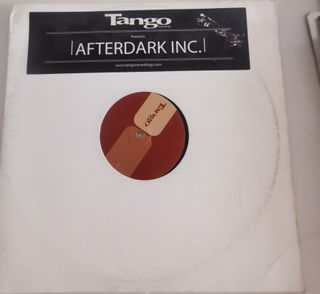 Tango
Presents
|AFTERDARK INC.|
www.tangorecordings.com
Tango